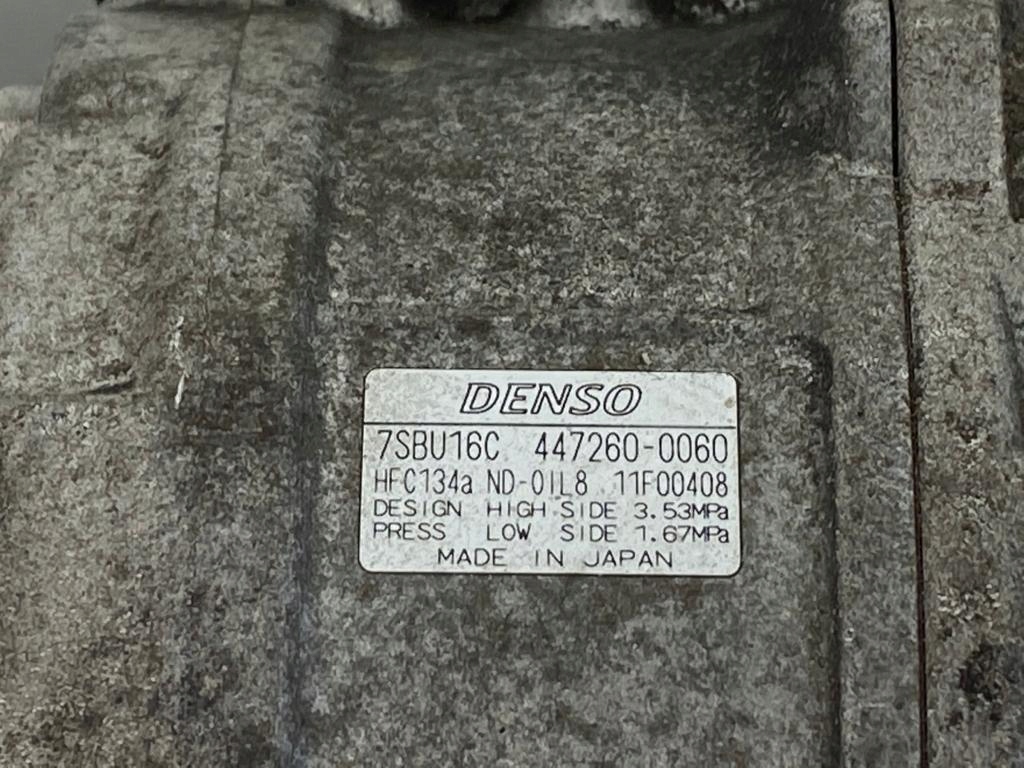 DENSO
7SBU16C 447260-0060
HFC134a ND-OIL8 11F00408
DESIGN HIGH SIDE 3.53MPa
PRESS LOW SIDE 1.67MPa
MADE IN JAPAN